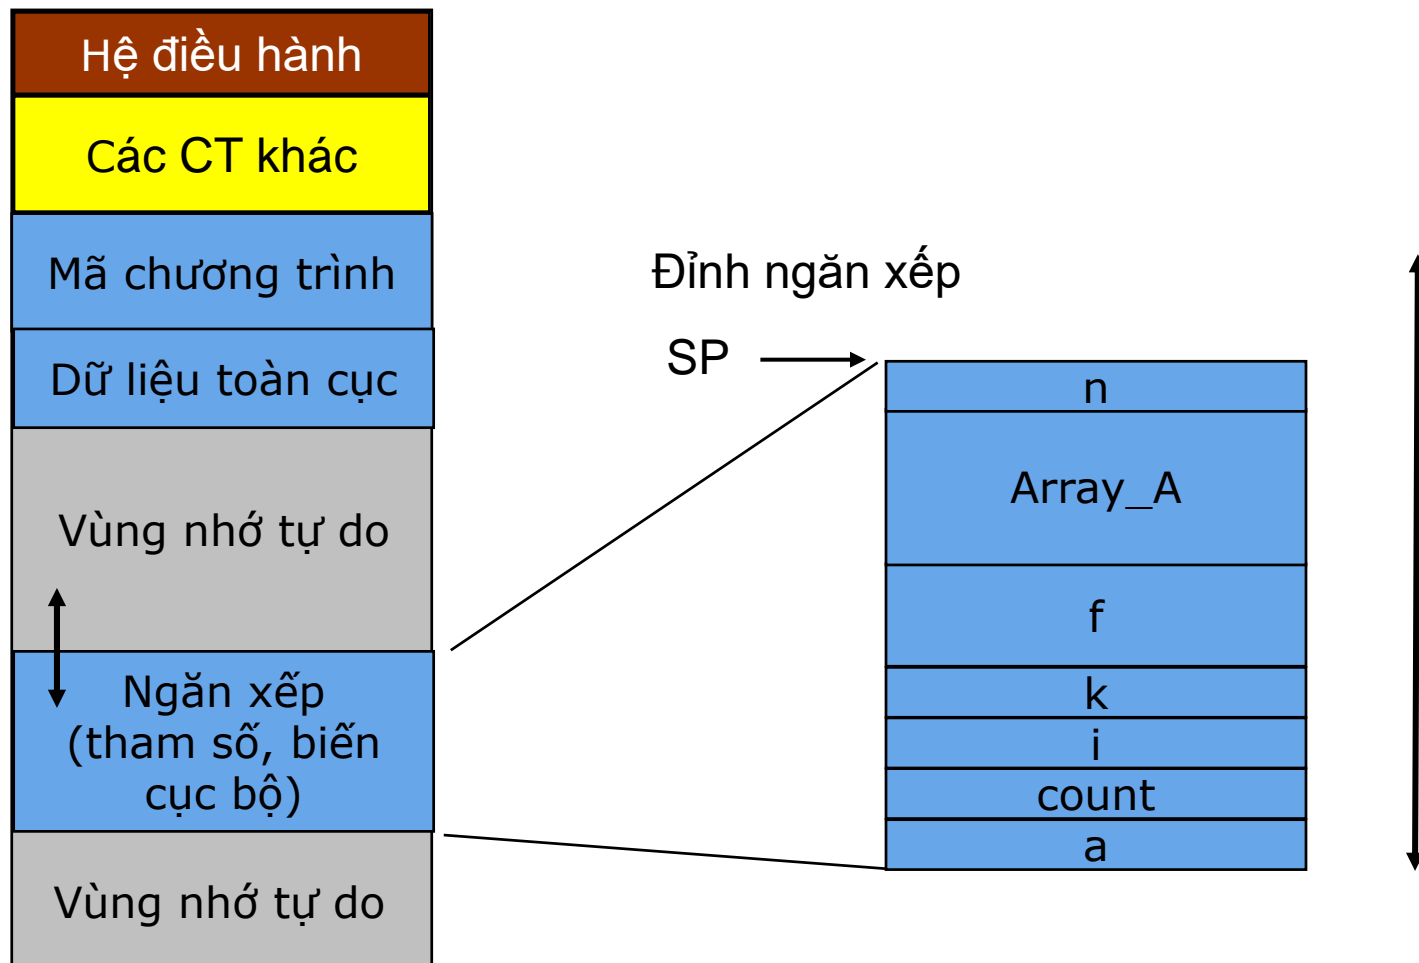 Hệ điều hành
Các CT khác
Mã chương trình
Dữ liệu toàn cục
Vùng nhớ tự do
Ngăn xếp
(tham số, biến
cục bộ)
Vùng nhớ tự do
Đỉnh ngăn xếp
SP
n
Array_A
f
k
i
count
a